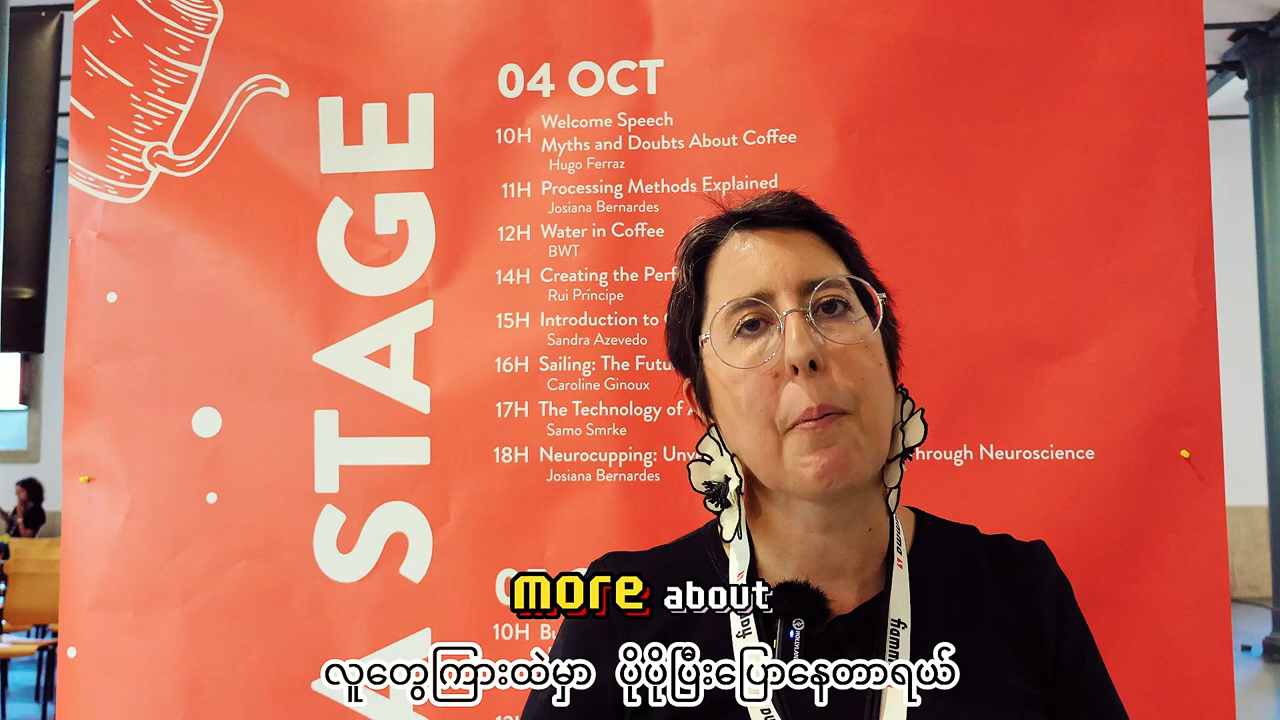 04 OCT
10H Welcome Speech
Myths and Doubts About Coffee
Hugo Ferraz
11H Processing Methods Explained
Josiana Bernardes
12H Water in Coffee
BWT
14H Creating the Perf
Rui Príncipe
15H Introduction to
Sandra Azevedo
16H Sailing: The Futu
Caroline Ginoux
17H The Technology of A
Samo Smrke
18H Neurocupping: Unv hrough Neuroscience
Josiana Bernardes
A STAGE
10H Bu
more about
လူတွေကြားထဲမှာ ပိုပိုပြီးပြောနေတာရယ်